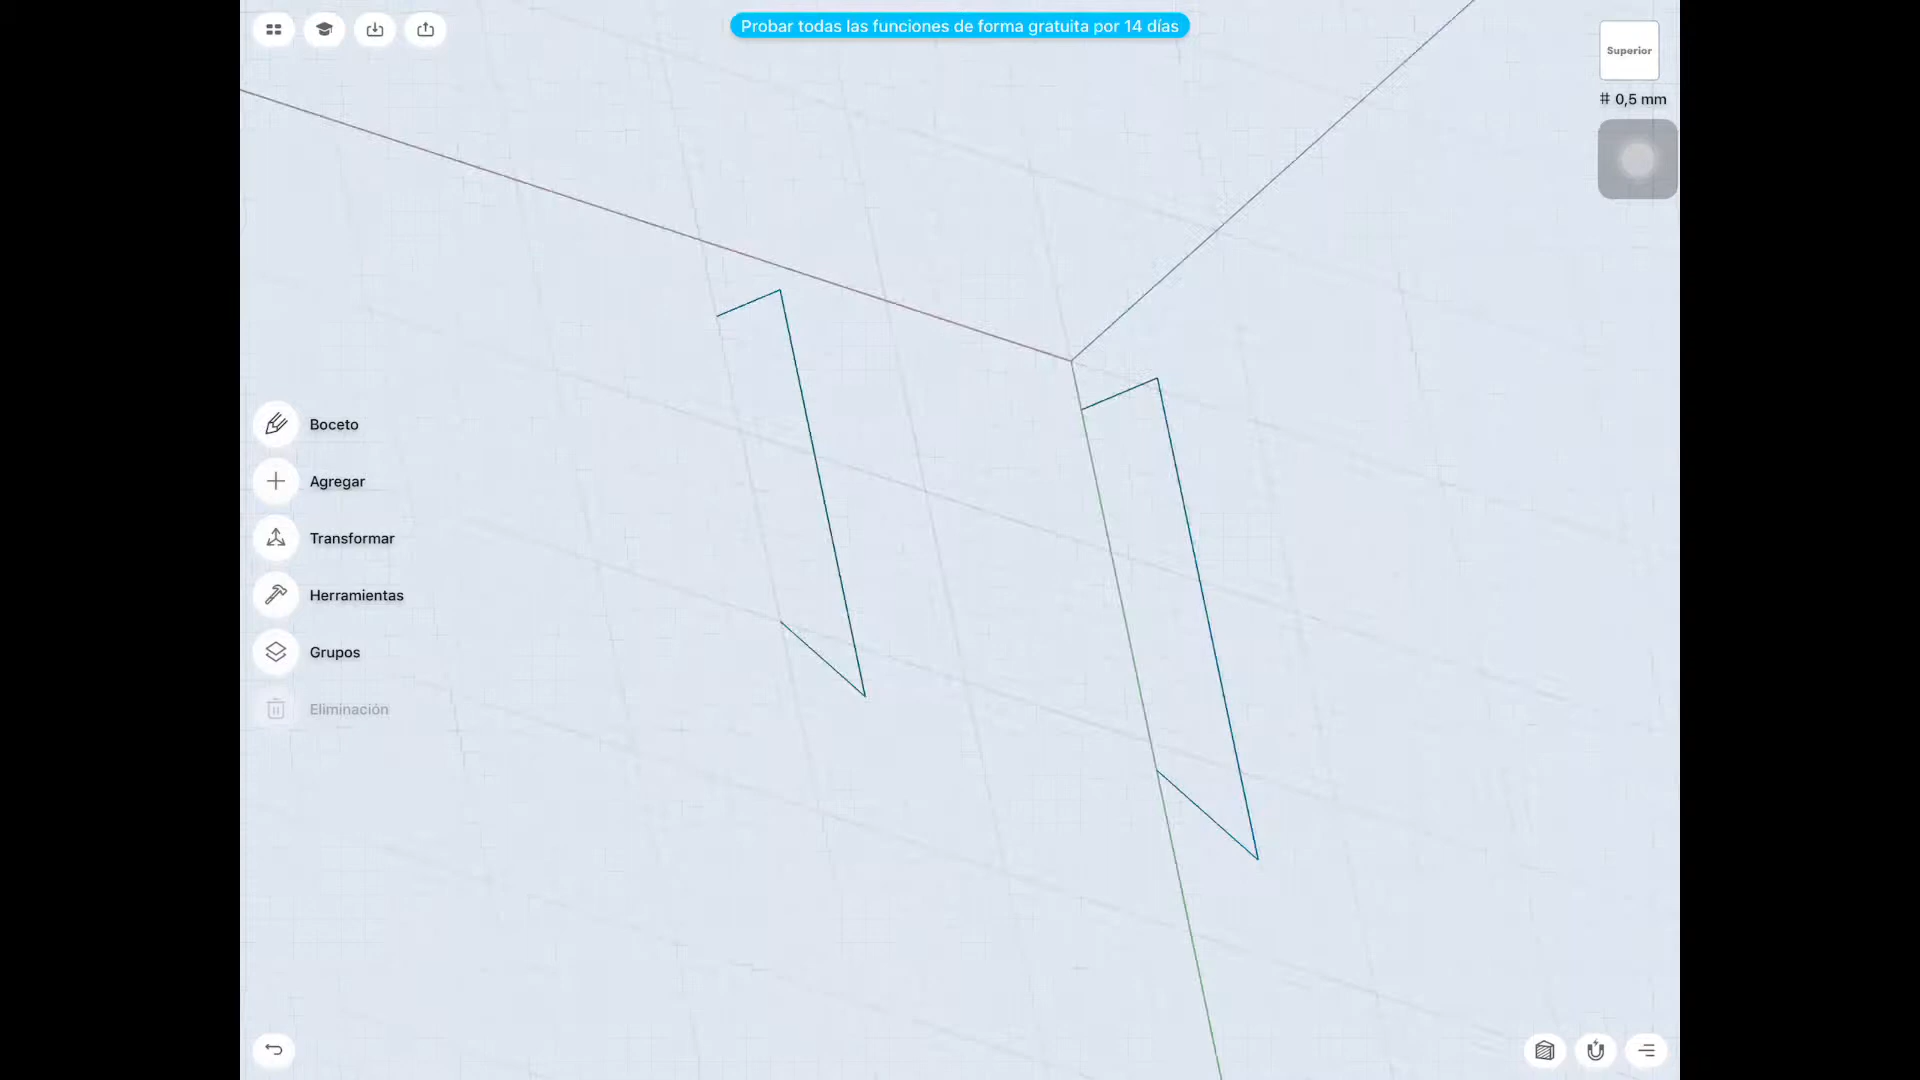 Probar todas las funciones de forma gratuita por 14 días
Superior
0,5 mm
Boceto
Agregar
Transformar
Herramientas
Grupos
Eliminación